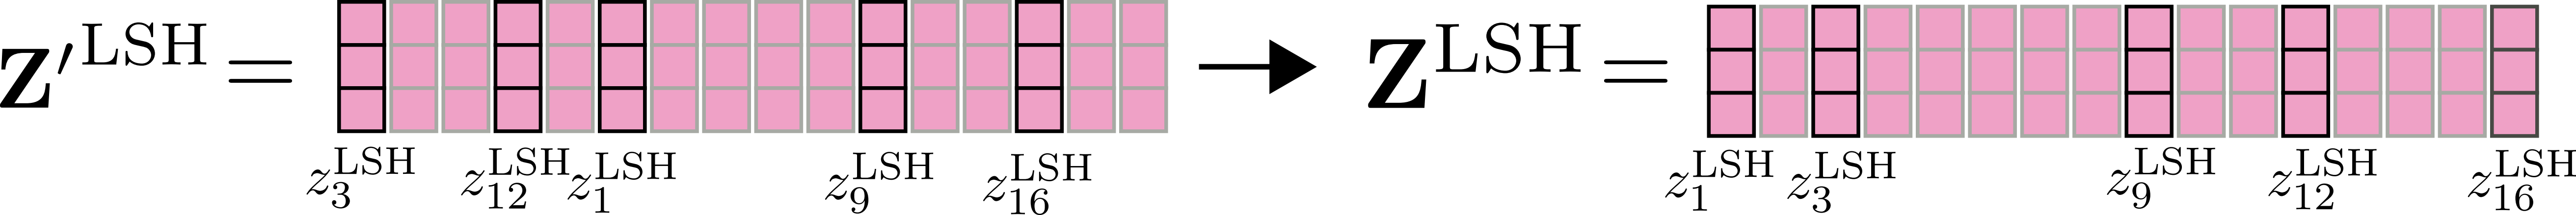 z′^LSH = → z^LSH =
z_3^LSH z_12^LSH z_1^LSH z_9^LSH z_16^LSH z_1^LSH z_3^LSH z_9^LSH z_12^LSH z_16^LSH